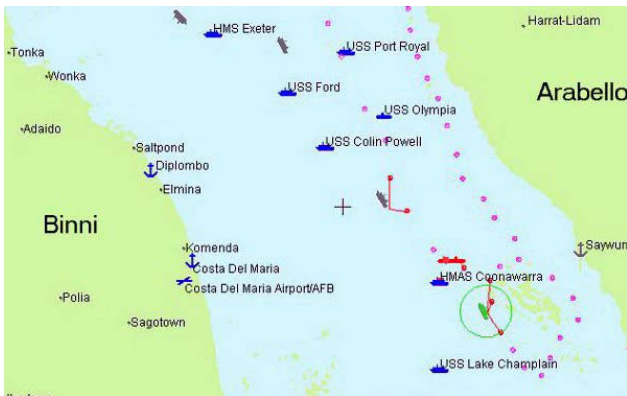 Harrat-Lidam
HMS Exeter
USS Port Royal
Tonka
Wonka
USS Ford
Arabello
USS Olympia
Adaido
Saltpond
USS Colin Powell
Diplombo
Elmina
Binni
Komenda
Saywun
Costa Del Maria
HMAS Coonawarra
Costa Del Maria Airport/AFB
Polia
Sagotown
USS Lake Champlain